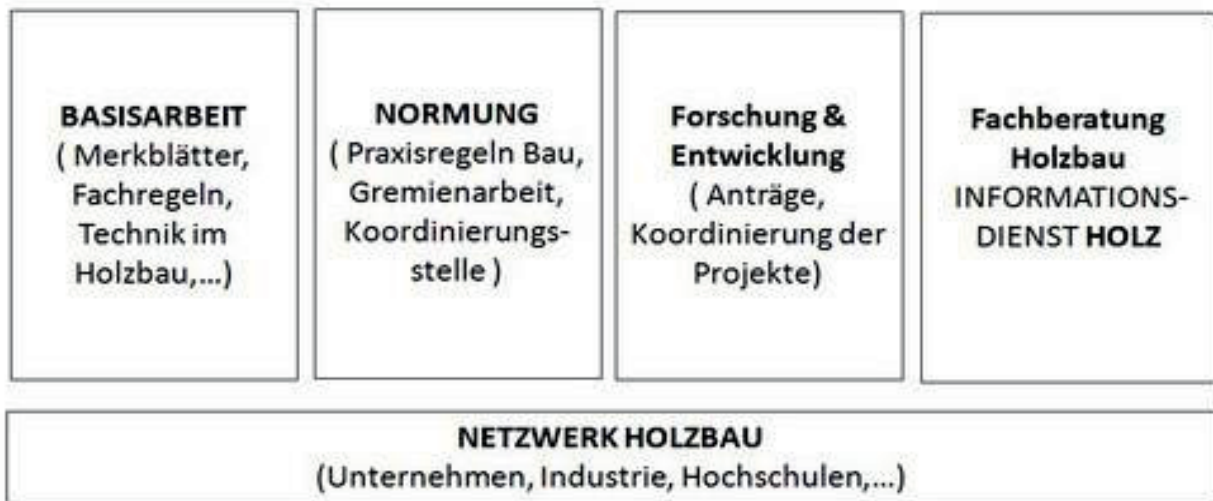 BASISARBEIT
( Merkblätter,
Fachregeln,
Technik im
Holzbau,...)
NORMUNG
( Praxisregeln Bau,
Gremienarbeit,
Koordinierungs-
stelle )
Forschung &
Entwicklung
( Anträge,
Koordinierung der
Projekte)
Fachberatung
Holzbau
INFORMATIONS-
DIENST HOLZ
NETZWERK HOLZBAU
(Unternehmen, Industrie, Hochschulen,...)